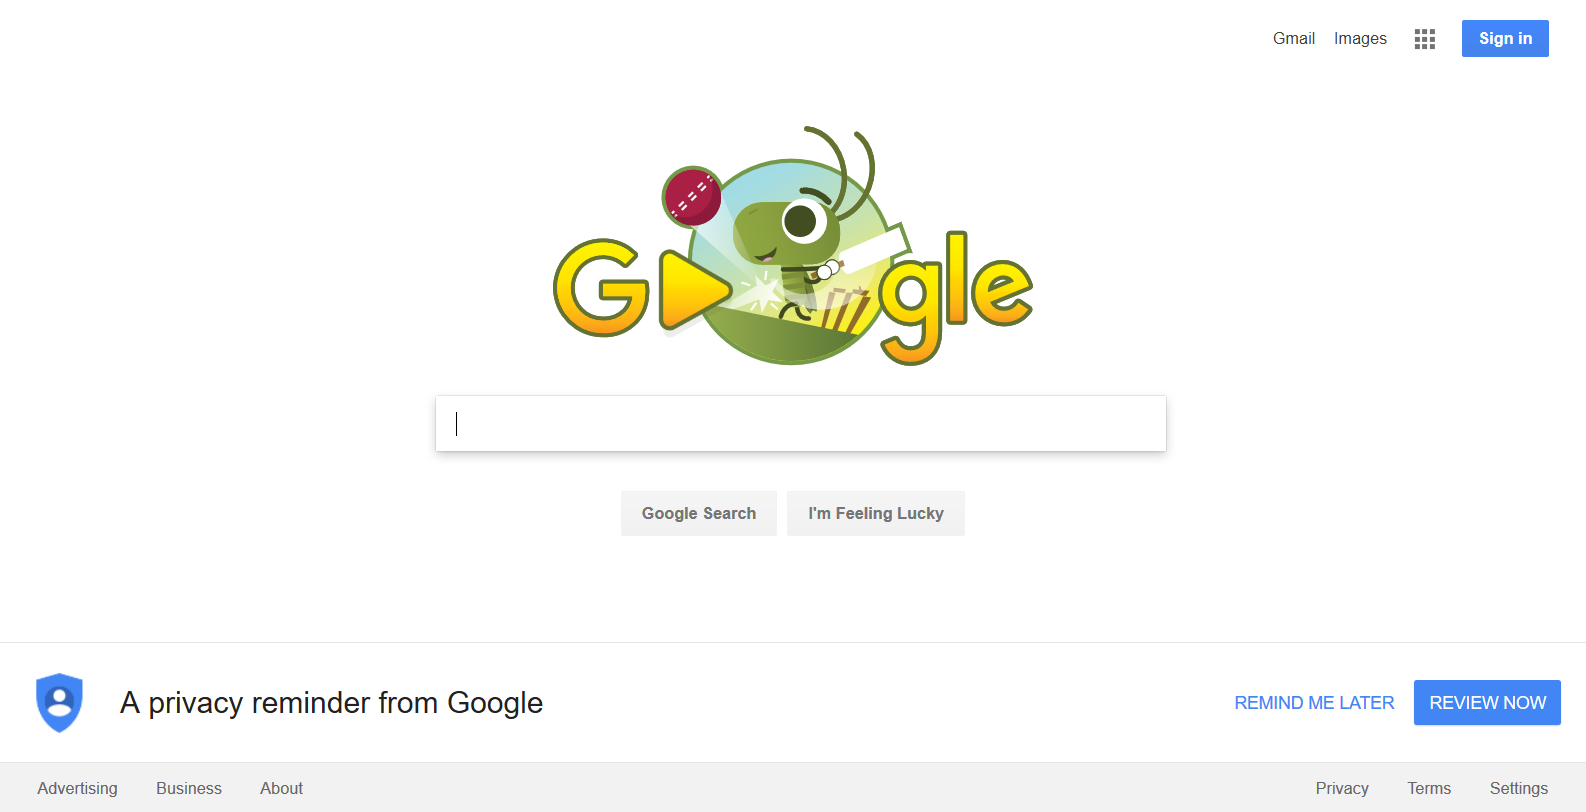 Gmail Images Sign in
Google
Google Search I'm Feeling Lucky
A privacy reminder from Google REMIND ME LATER REVIEW NOW
Advertising Business About Privacy Terms Settings